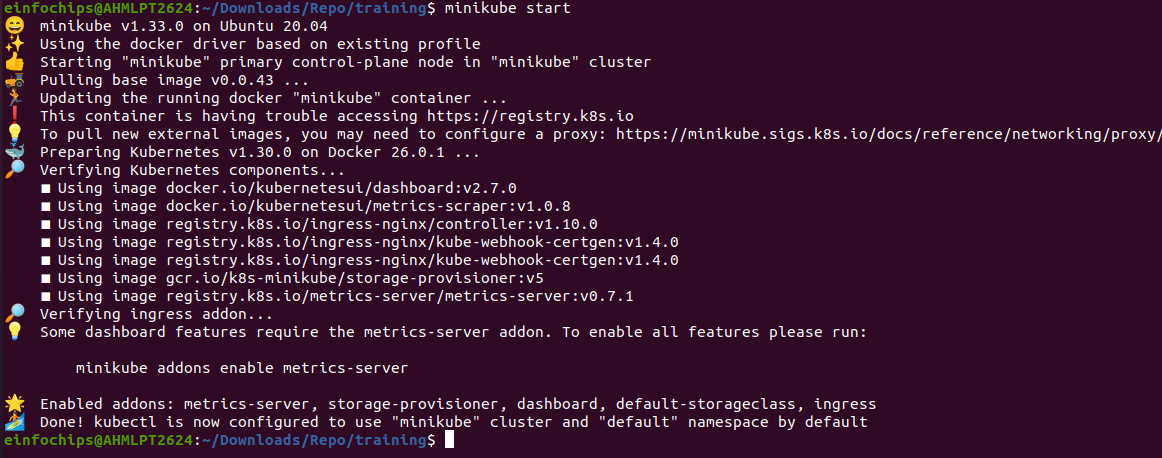 einfochips@AHMLPT2624:~/Downloads/Repo/training$ minikube start
😄 minikube v1.33.0 on Ubuntu 20.04
✨ Using the docker driver based on existing profile
👍 Starting "minikube" primary control-plane node in "minikube" cluster
🚜 Pulling base image v0.0.43 ...
🏃 Updating the running docker "minikube" container ...
❗ This container is having trouble accessing https://registry.k8s.io
💡 To pull new external images, you may need to configure a proxy: https://minikube.sigs.k8s.io/docs/reference/networking/proxy/
🐳 Preparing Kubernetes v1.30.0 on Docker 26.0.1 ...
🔎 Verifying Kubernetes components...
▪ Using image docker.io/kubernetesui/dashboard:v2.7.0
▪ Using image docker.io/kubernetesui/metrics-scraper:v1.0.8
▪ Using image registry.k8s.io/ingress-nginx/controller:v1.10.0
▪ Using image registry.k8s.io/ingress-nginx/kube-webhook-certgen:v1.4.0
▪ Using image registry.k8s.io/ingress-nginx/kube-webhook-certgen:v1.4.0
▪ Using image gcr.io/k8s-minikube/storage-provisioner:v5
▪ Using image registry.k8s.io/metrics-server/metrics-server:v0.7.1
🔎 Verifying ingress addon...
💡 Some dashboard features require the metrics-server addon. To enable all features please run:
minikube addons enable metrics-server
🌟 Enabled addons: metrics-server, storage-provisioner, dashboard, default-storageclass, ingress
🏄 Done! kubectl is now configured to use "minikube" cluster and "default" namespace by default
einfochips@AHMLPT2624:~/Downloads/Repo/training$